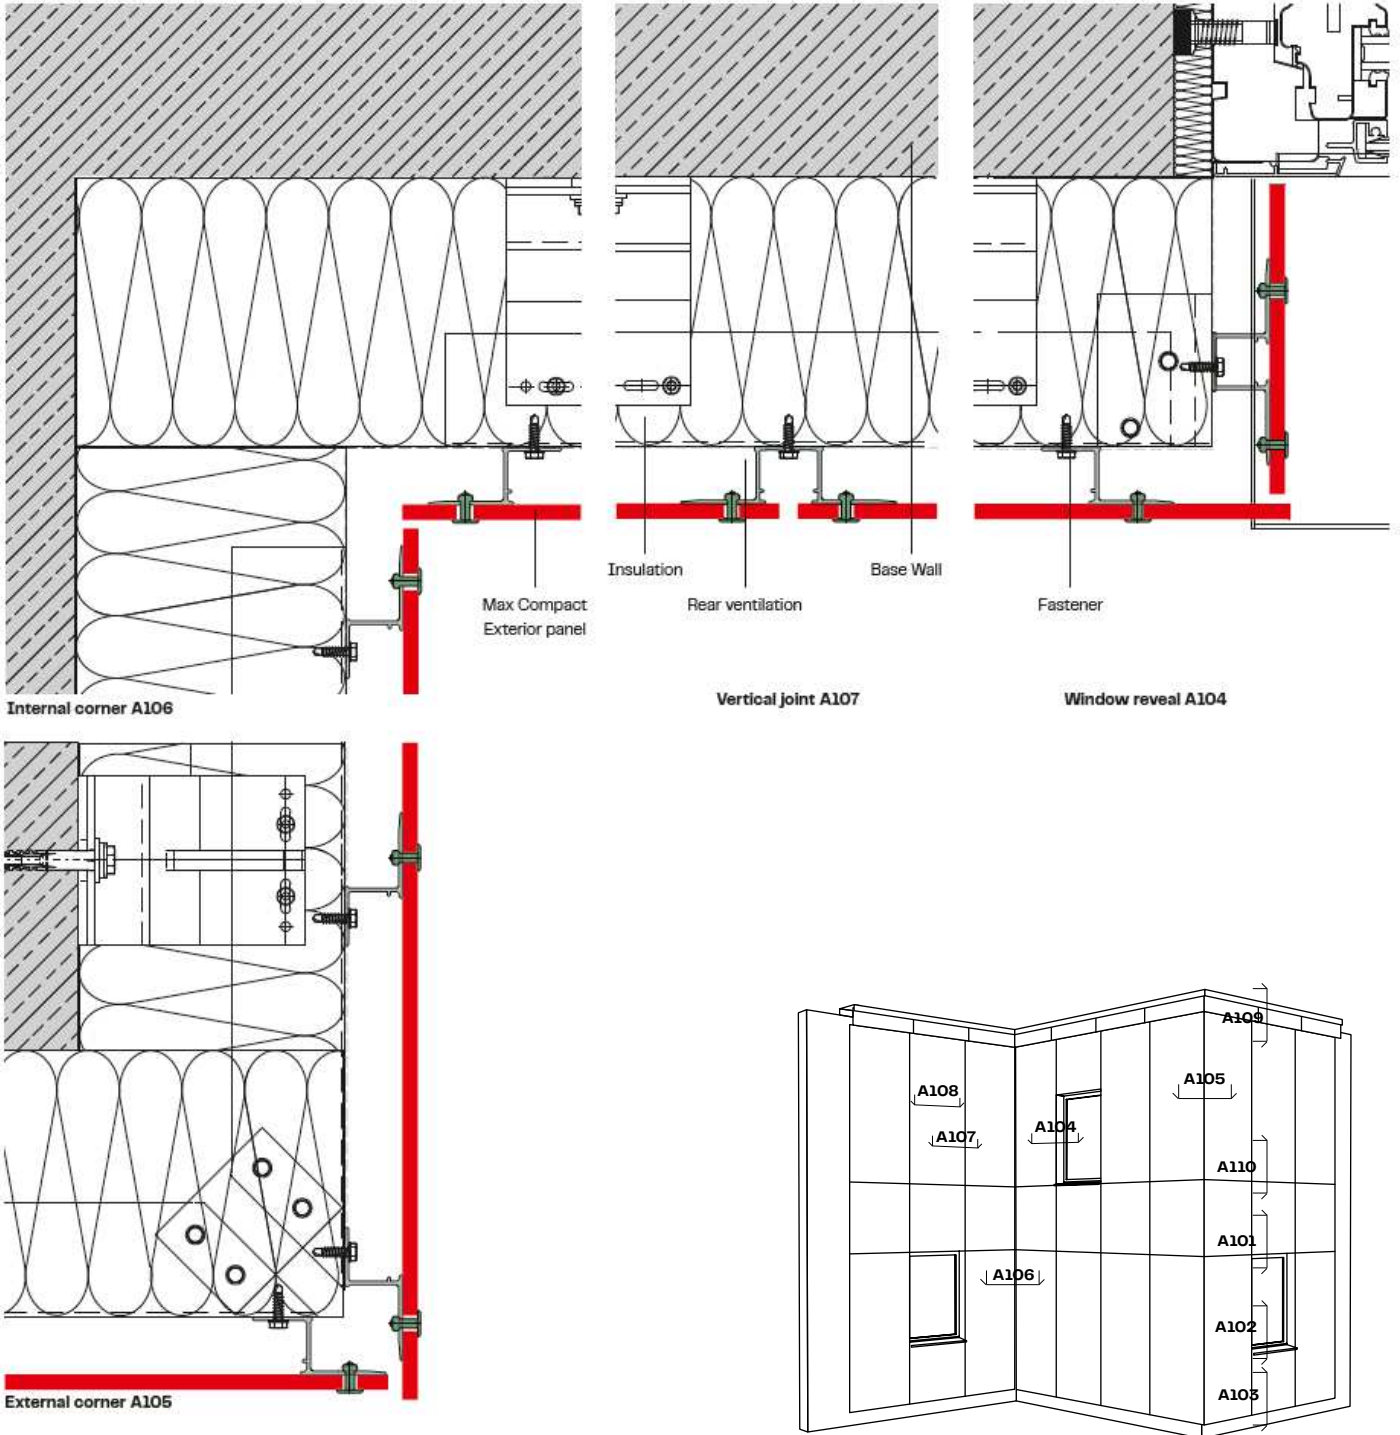 Insulation
Base Wall
Max Compact
Exterior panel
Rear ventilation
Fastener
Internal corner A106
Vertical joint A107
Window reveal A104
External corner A105
A109
A105
A108
A104
A107
A110
A101
A106
A102
A103